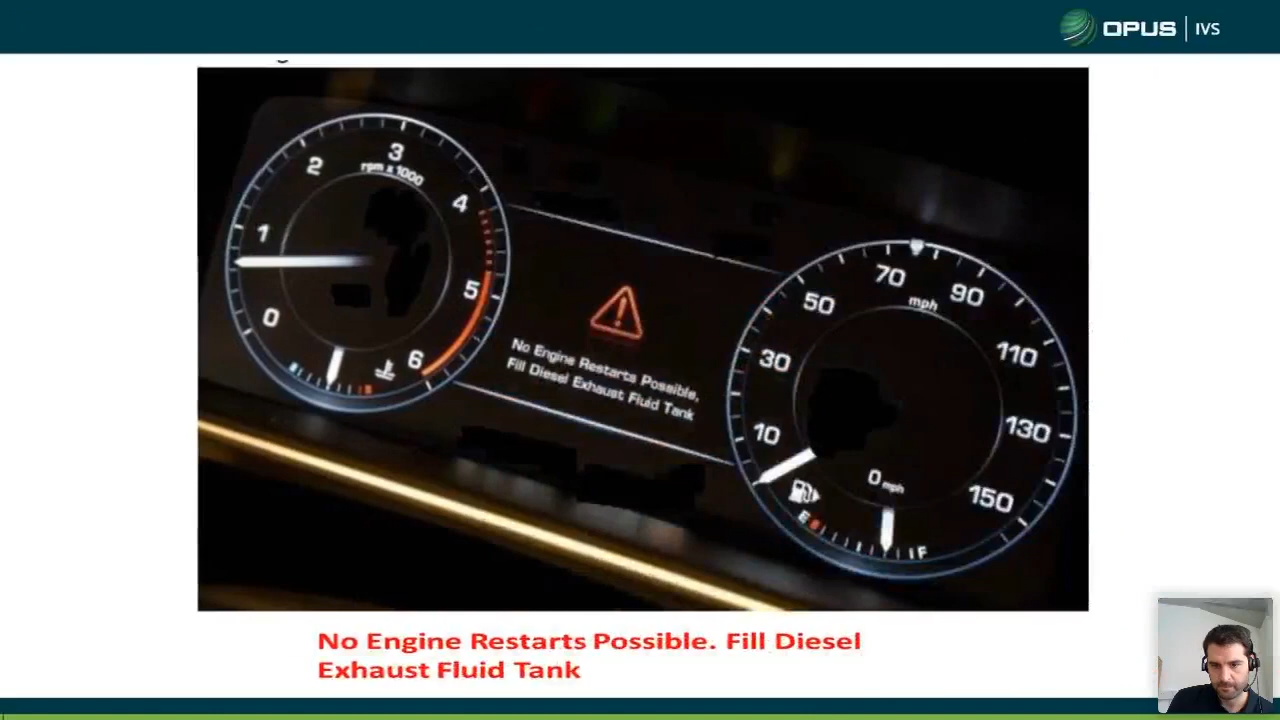 OPUS | IVS
3
2
rpm x 1000
4
1
5
0
6
No Engine Restarts Possible,
Fill Diesel Exhaust Fluid Tank
70
90
50
mph
110
30
130
10
0 mph
150
E
F
No Engine Restarts Possible. Fill Diesel
Exhaust Fluid Tank